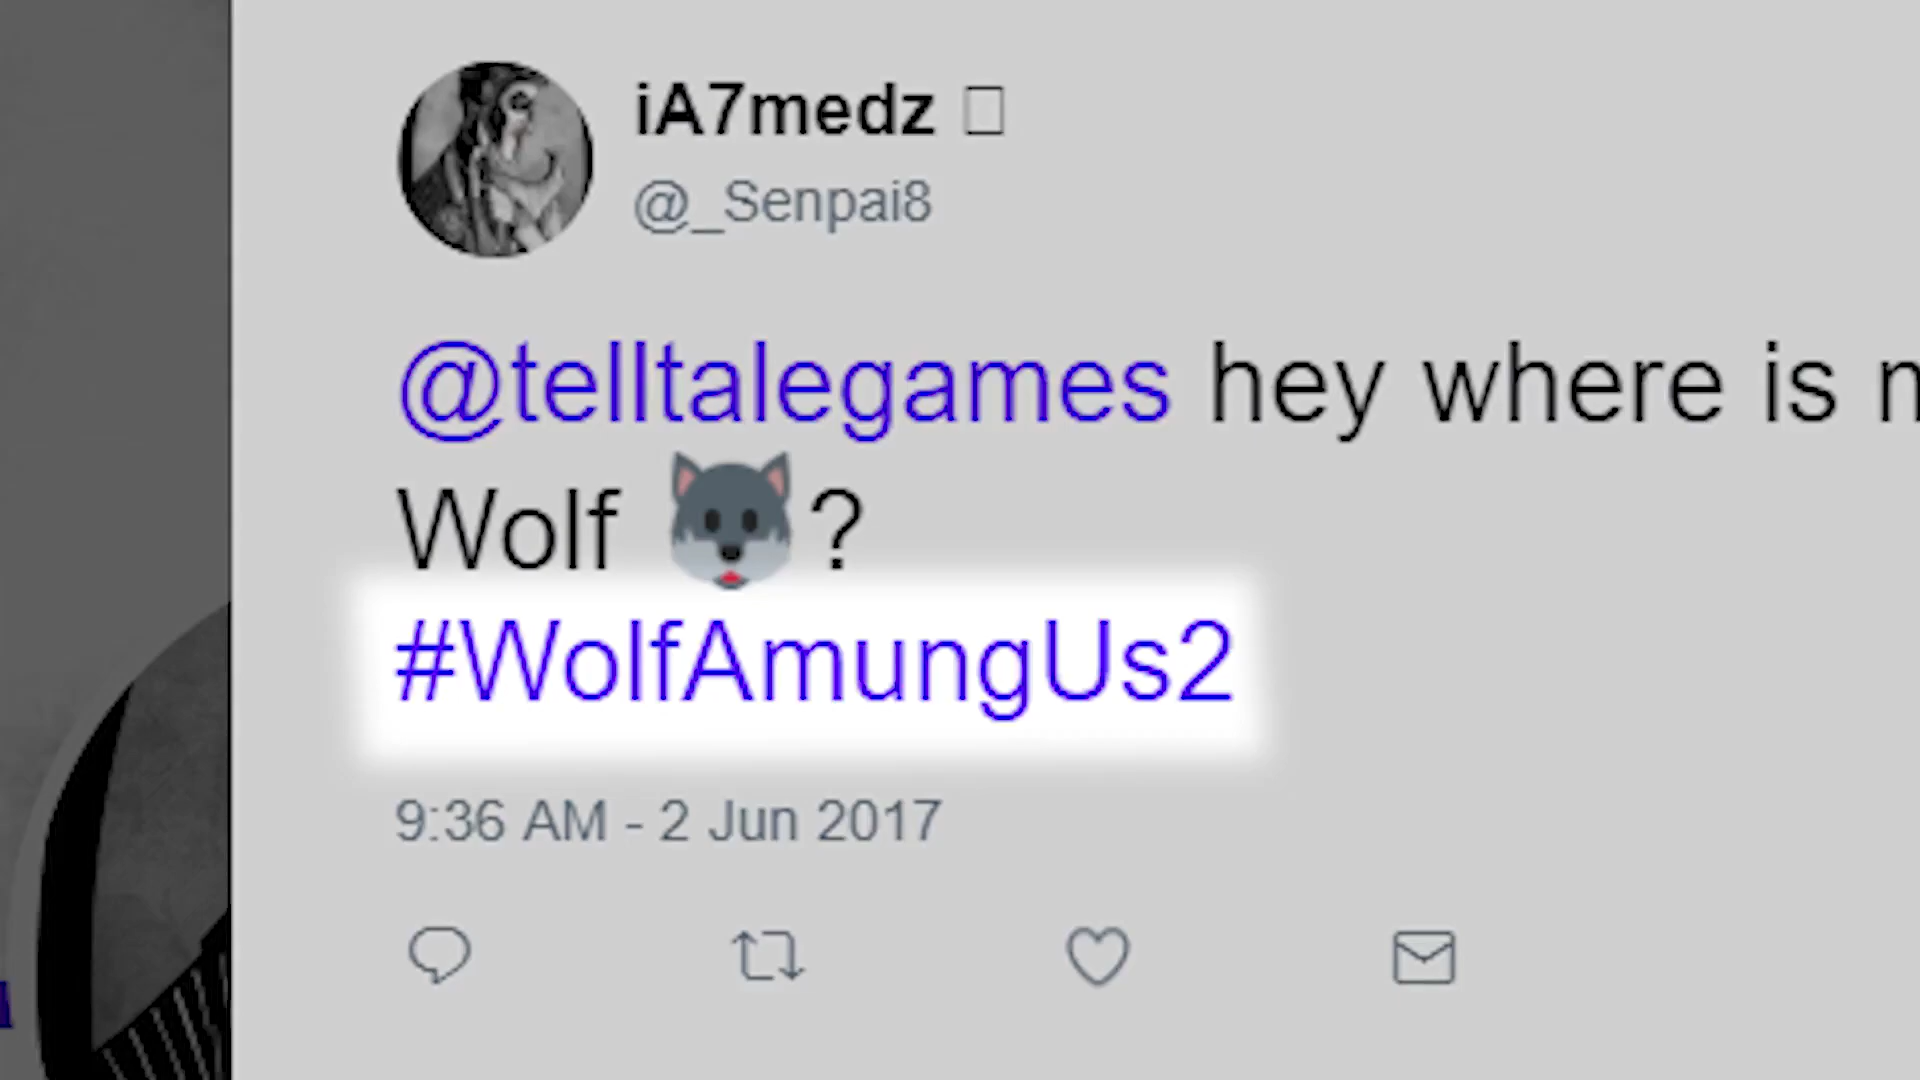 iA7medz
@_Senpai8
@telltalegames hey where is
Wolf 🐺?
#WolfAmungUs2
9:36 AM - 2 Jun 2017